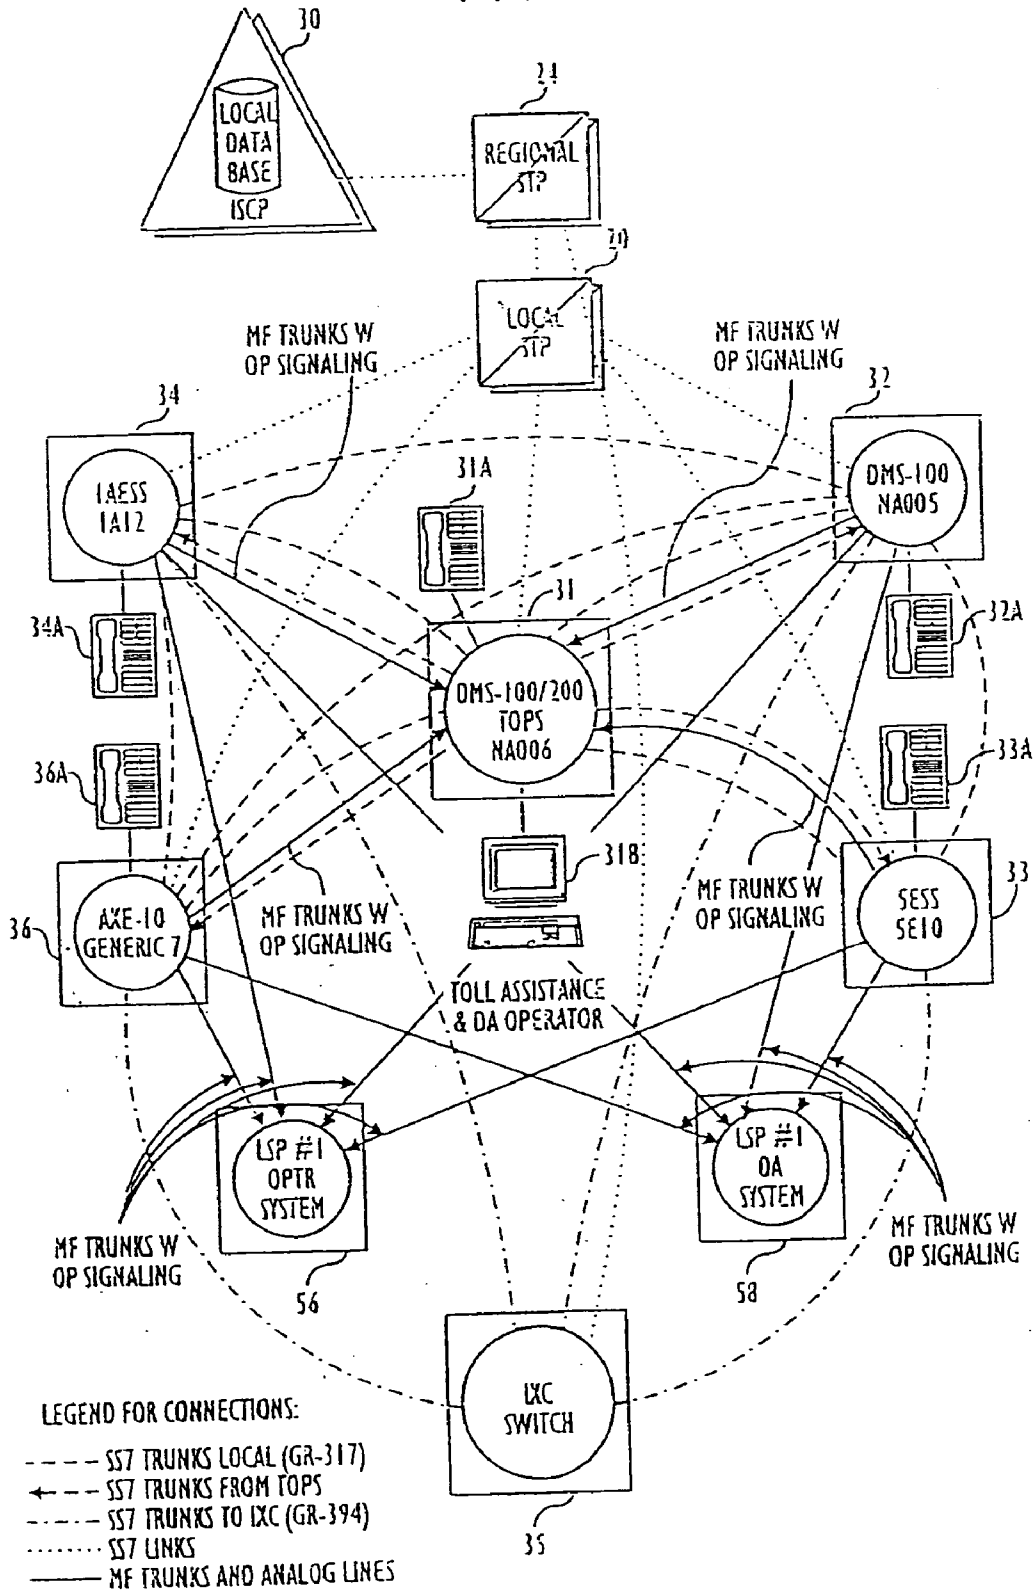 30
LOCAL
DATA
BASE
ISCP
24
REGIONAL
STP
20
LOCAL
STP
MF TRUNKS W
OP SIGNALING
MF TRUNKS W
OP SIGNALING
34
1AESS
1A12
31A
32
DMS-100
NA005
34A
31
32A
DMS-100/200
TOPS
NA006
36A
33A
31B
36
AXE-10
GENERIC 7
MF TRUNKS W
OP SIGNALING
MF TRUNKS W
OP SIGNALING
5ESS
5E10
33
TOLL ASSISTANCE
& DA OPERATOR
LSP #1
OPTR
SYSTEM
LSP #1
OA
SYSTEM
MF TRUNKS W
OP SIGNALING
56
58
MF TRUNKS W
OP SIGNALING
IXC
SWITCH
35
LEGEND FOR CONNECTIONS:
SS7 TRUNKS LOCAL (GR-317)
SS7 TRUNKS FROM TOPS
SS7 TRUNKS TO IXC (GR-394)
SS7 LINKS
MF TRUNKS AND ANALOG LINES